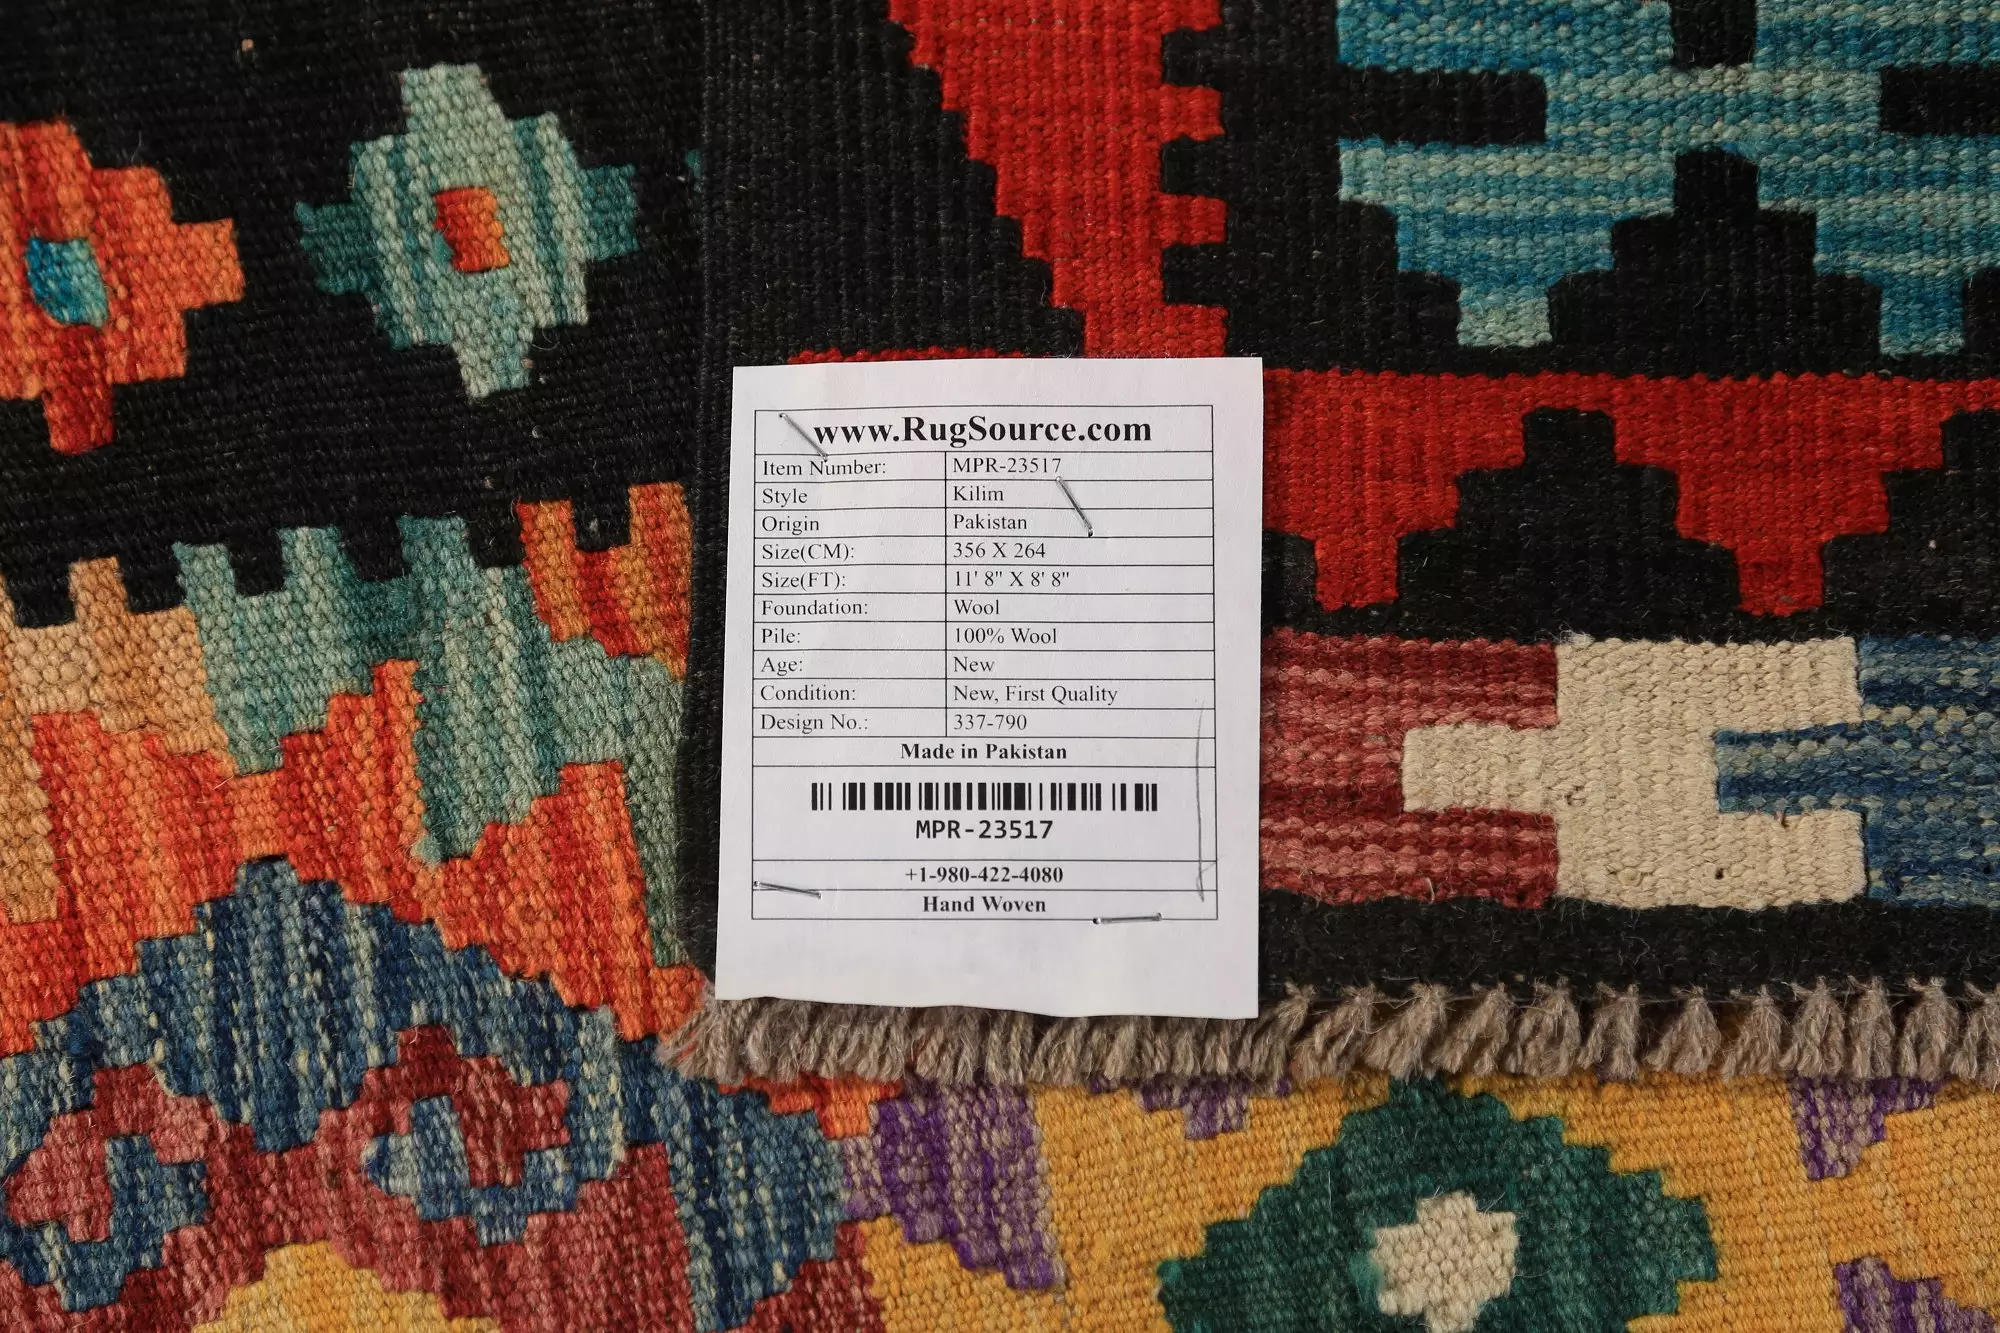 www.RugSource.com
Item Number: MPR-23517
Style Kilim
Origin Pakistan
Size(CM): 356 X 264
Size(FT): 11' 8" X 8' 8"
Foundation: Wool
Pile: 100% Wool
Age: New
Condition: New, First Quality
Design No.: 337-790
Made in Pakistan
MPR-23517
+1-980-422-4080
Hand Woven